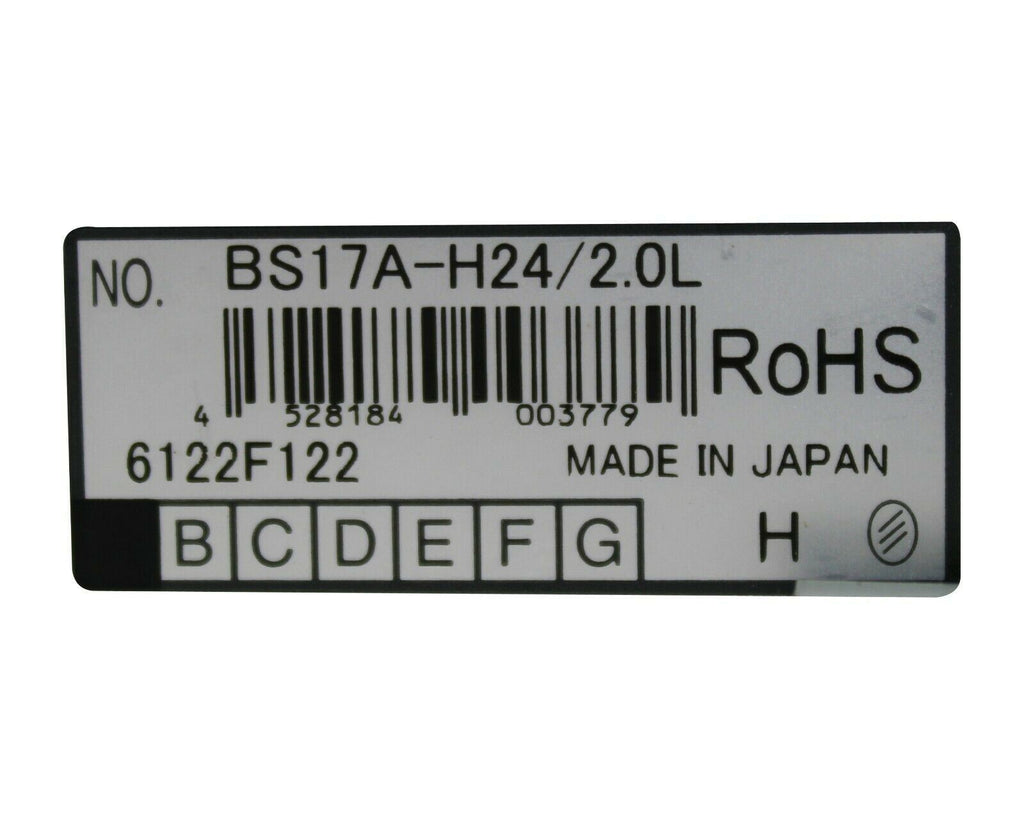 NO. BS17A-H24/2.0L
RoHS
4 528184 003779
6122F122 MADE IN JAPAN
B C D E F G H